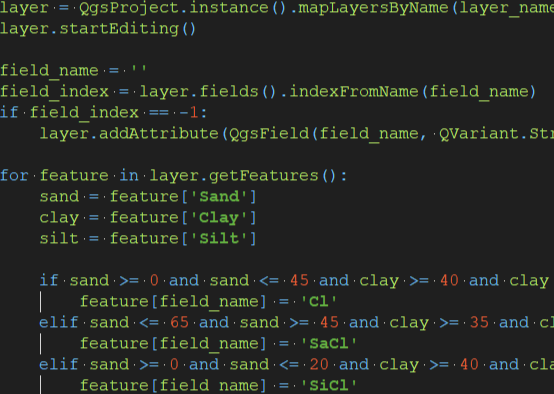 layer = QgsProject.instance().mapLayersByName(layer_name
layer.startEditing()
field_name = ''
field_index = layer.fields().indexFromName(field_name)
if field_index == -1:
layer.addAttribute(QgsField(field_name, QVariant.Str
for feature in layer.getFeatures():
sand = feature['Sand']
clay = feature['Clay']
silt = feature['Silt']
if sand >= 0 and sand <= 45 and clay >= 40 and clay
feature[field_name] = 'Cl'
elif sand <= 65 and sand >= 45 and clay >= 35 and cl
feature[field_name] = 'SaCl'
elif sand >= 0 and sand <= 20 and clay >= 40 and cla
feature[field_name] = 'SiCl'